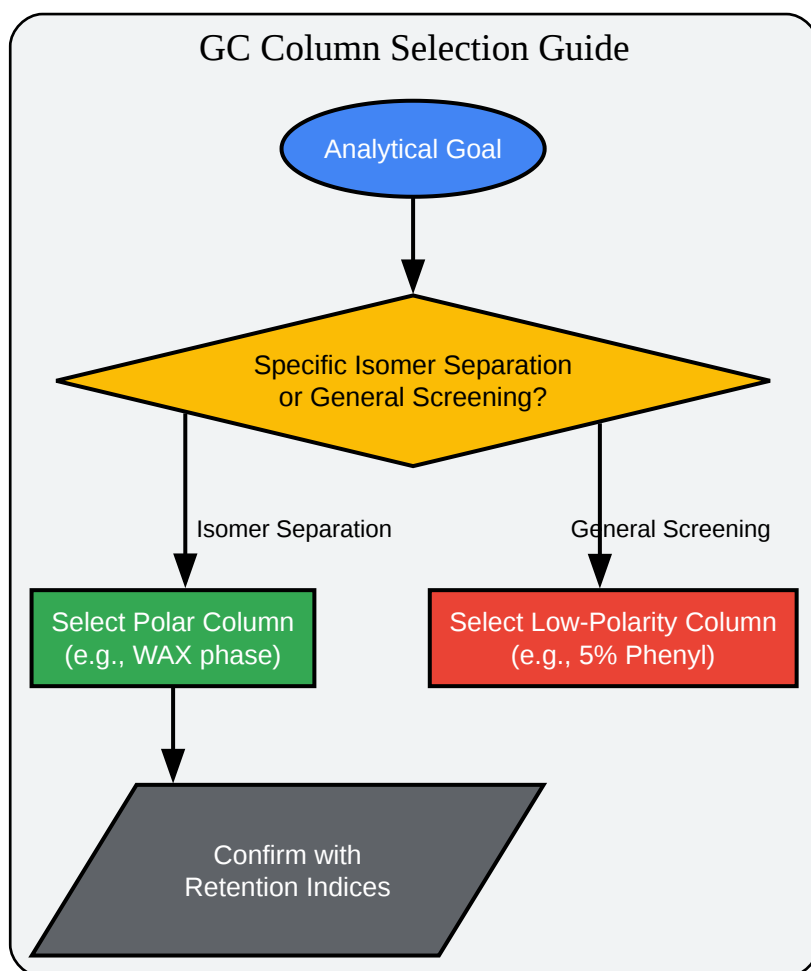 GC Column Selection Guide
Analytical Goal
Specific Isomer Separation
or General Screening?
Isomer Separation
General Screening
Select Polar Column
(e.g., WAX phase)
Select Low-Polarity Column
(e.g., 5% Phenyl)
Confirm with
Retention Indices